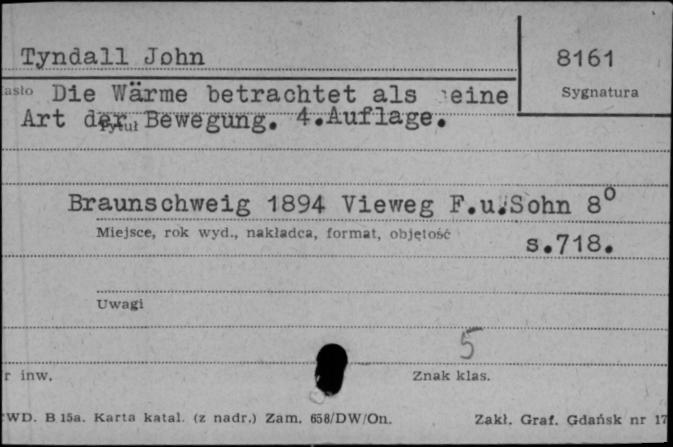 Tyndall John
8161
Sygnatura
asło Die Wärme betrachtet als eine
Art der Bewegung. 4.Auflage.
Tytuł
Braunschweig 1894 Vieweg F.u.Sohn 8⁰
Miejsce, rok wyd., nakładca, format, objętość
s.718.
Uwagi
5
r inw.
Znak klas.
WD. B 15a. Karta katal. (z nadr.) Zam. 658/DW/On.
Zakł. Graf. Gdańsk nr 17